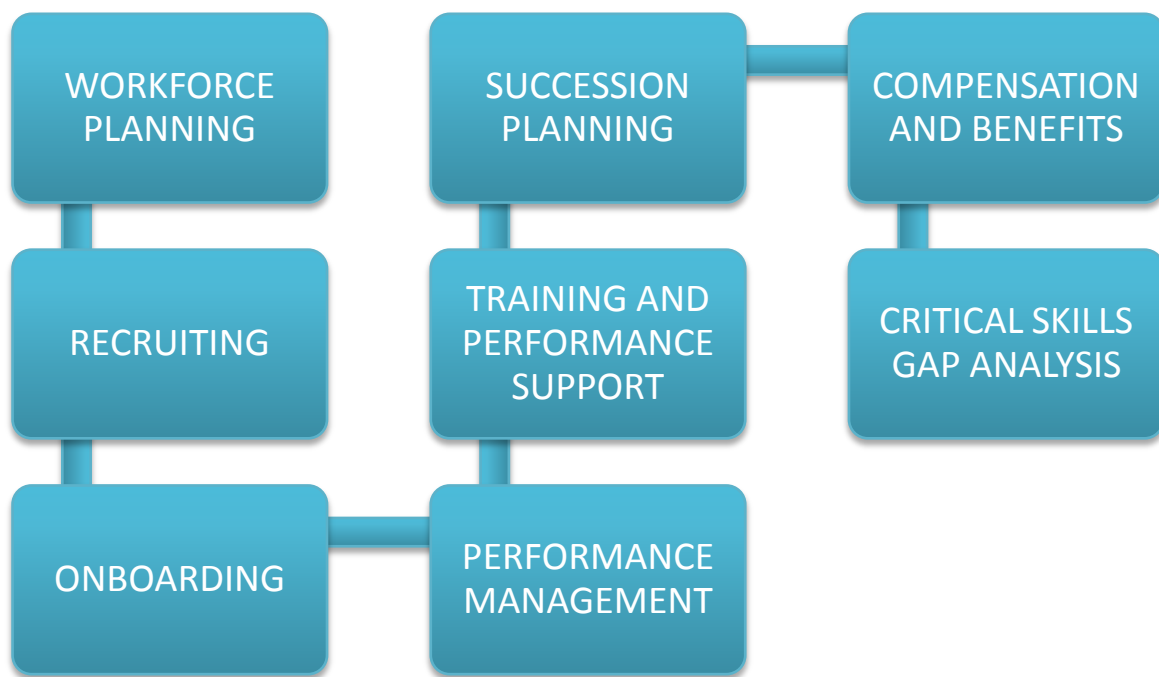 WORKFORCE
PLANNING
RECRUITING
ONBOARDING
PERFORMANCE
MANAGEMENT
TRAINING AND
PERFORMANCE
SUPPORT
SUCCESSION
PLANNING
COMPENSATION
AND BENEFITS
CRITICAL SKILLS
GAP ANALYSIS